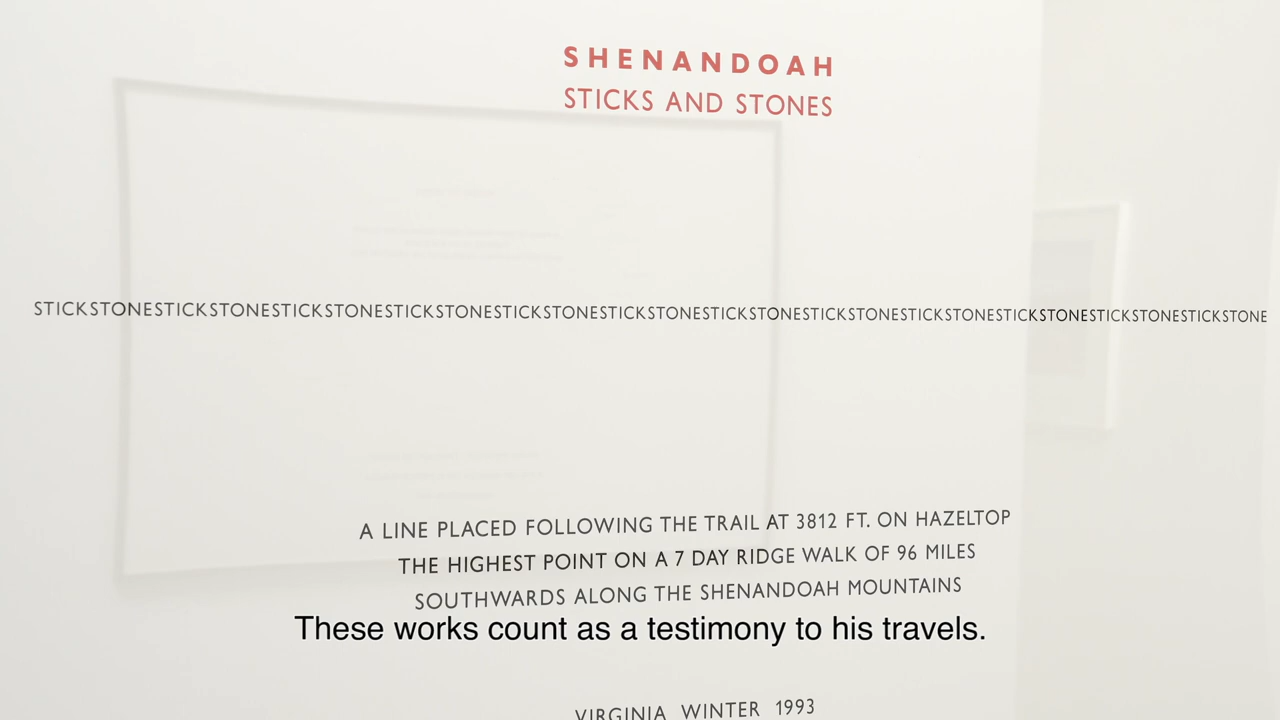 SHENANDOAH
STICKS AND STONES
STICKSTONESTICKSTONESTICKSTONESTICKSTONESTICKSTONESTICKSTONESTICKSTONESTICKSTONESTICKSTONESTICKSTONESTICKSTONESTICKSTONE
A LINE PLACED FOLLOWING THE TRAIL AT 3812 FT. ON HAZELTOP
THE HIGHEST POINT ON A 7 DAY RIDGE WALK OF 96 MILES
SOUTHWARDS ALONG THE SHENANDOAH MOUNTAINS
These works count as a testimony to his travels.
VIRGINIA WINTER 1993